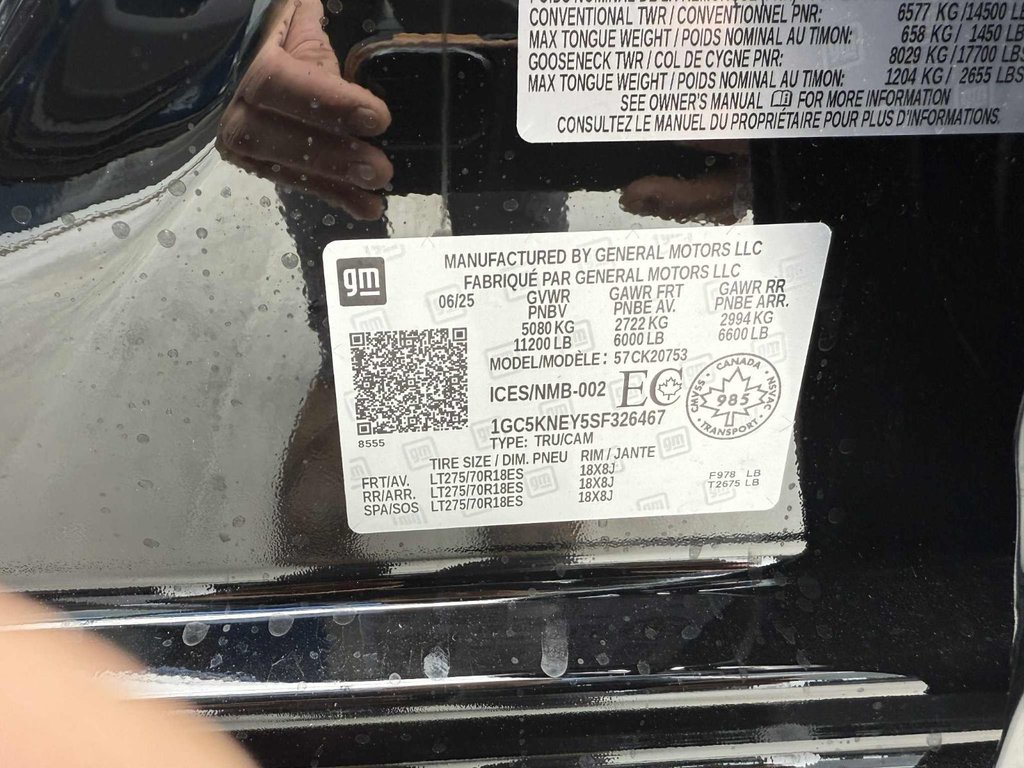 CONVENTIONAL TWR / CONVENTIONNEL PNR: 6577 KG /14500 LB
MAX TONGUE WEIGHT / POIDS NOMINAL AU TIMON: 658 KG / 1450 LBS
GOOSENECK TWR / COL DE CYGNE PNR: 8029 KG /17700 LBS
MAX TONGUE WEIGHT / POIDS NOMINAL AU TIMON: 1204 KG / 2655 LBS
SEE OWNER'S MANUAL FOR MORE INFORMATION
CONSULTEZ LE MANUEL DU PROPRIÉTAIRE POUR PLUS D'INFORMATIONS.
gm
MANUFACTURED BY GENERAL MOTORS LLC
FABRIQUÉ PAR GENERAL MOTORS LLC
06/25 GVWR GAWR FRT GAWR RR
PNBV PNBE AV. PNBE ARR.
5080 KG 2722 KG 2994 KG
11200 LB 6000 LB 6600 LB
MODEL/MODÈLE: 57CK20753
ICES/NMB-002 EC
CANADA
CMVSS 985 NSVAC
TRANSPORT
1GC5KNEY5SF326467
8555
TYPE: TRU/CAM
TIRE SIZE / DIM. PNEU RIM / JANTE
FRT/AV. LT275/70R18ES 18X8J F978 LB
RR/ARR. LT275/70R18ES 18X8J T2675 LB
SPA/SOS LT275/70R18ES 18X8J